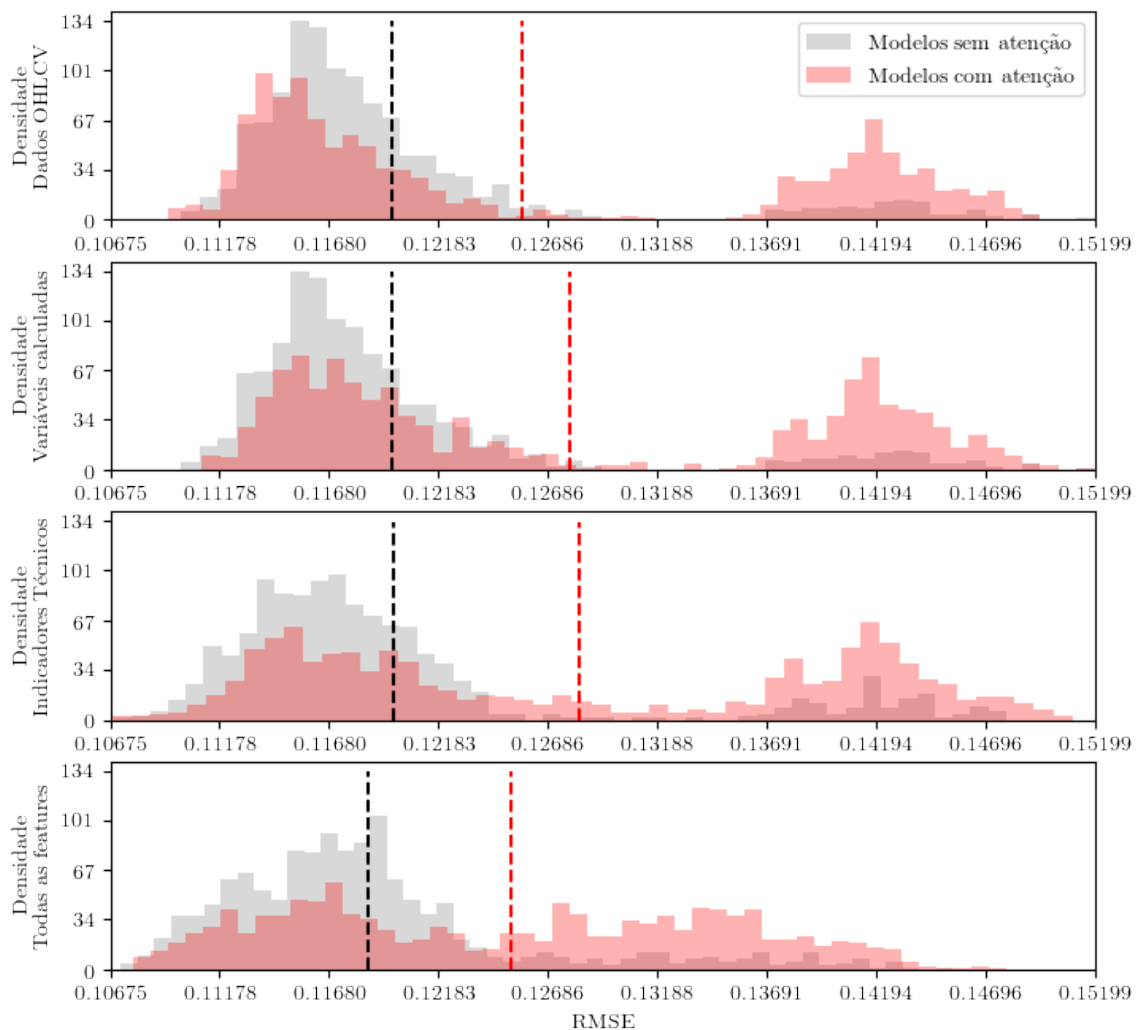 134
101
67
34
0
Densidade
Dados OHLCV
Modelos sem atenção
Modelos com atenção
0.10675 0.11178 0.11680 0.12183 0.12686 0.13188 0.13691 0.14194 0.14696 0.15199
134
101
67
34
0
Densidade
Variáveis calculadas
0.10675 0.11178 0.11680 0.12183 0.12686 0.13188 0.13691 0.14194 0.14696 0.15199
134
101
67
34
0
Densidade
Indicadores Técnicos
0.10675 0.11178 0.11680 0.12183 0.12686 0.13188 0.13691 0.14194 0.14696 0.15199
134
101
67
34
0
Densidade
Todas as features
0.10675 0.11178 0.11680 0.12183 0.12686 0.13188 0.13691 0.14194 0.14696 0.15199
RMSE